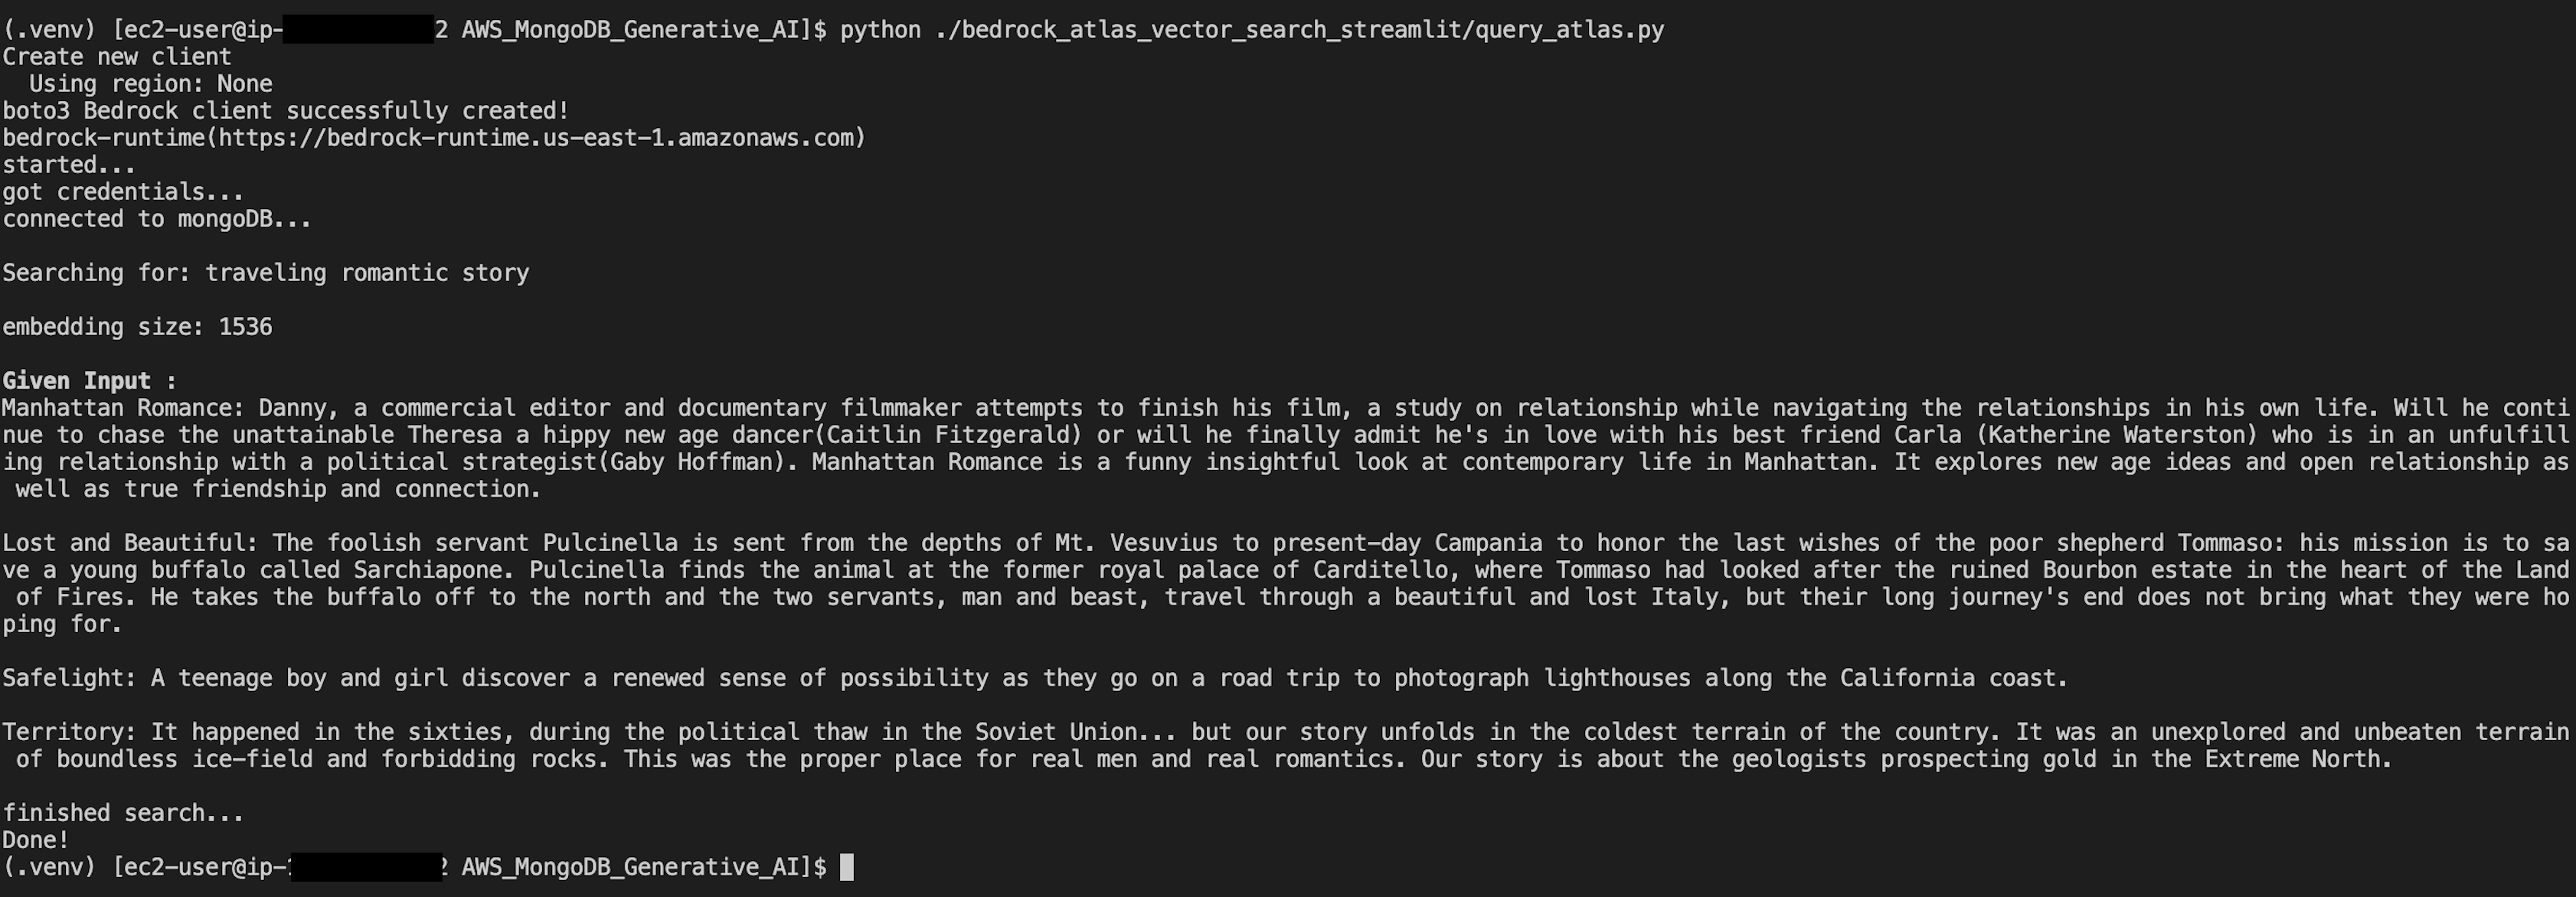 (.venv) [ec2-user@ip-2 AWS_MongoDB_Generative_AI]$ python ./bedrock_atlas_vector_search_streamlit/query_atlas.py
Create new client
  Using region: None
boto3 Bedrock client successfully created!
bedrock-runtime(https://bedrock-runtime.us-east-1.amazonaws.com)
started...
got credentials...
connected to mongoDB...
Searching for: traveling romantic story
embedding size: 1536
Given Input :
Manhattan Romance: Danny, a commercial editor and documentary filmmaker attempts to finish his film, a study on relationship while navigating the relationships in his own life. Will he conti
nue to chase the unattainable Theresa a hippy new age dancer(Caitlin Fitzgerald) or will he finally admit he's in love with his best friend Carla (Katherine Waterston) who is in an unfulfill
ing relationship with a political strategist(Gaby Hoffman). Manhattan Romance is a funny insightful look at contemporary life in Manhattan. It explores new age ideas and open relationship as
 well as true friendship and connection.
Lost and Beautiful: The foolish servant Pulcinella is sent from the depths of Mt. Vesuvius to present-day Campania to honor the last wishes of the poor shepherd Tommaso: his mission is to sa
ve a young buffalo called Sarchiapone. Pulcinella finds the animal at the former royal palace of Carditello, where Tommaso had looked after the ruined Bourbon estate in the heart of the Land
 of Fires. He takes the buffalo off to the north and the two servants, man and beast, travel through a beautiful and lost Italy, but their long journey's end does not bring what they were ho
ping for.
Safelight: A teenage boy and girl discover a renewed sense of possibility as they go on a road trip to photograph lighthouses along the California coast.
Territory: It happened in the sixties, during the political thaw in the Soviet Union... but our story unfolds in the coldest terrain of the country. It was an unexplored and unbeaten terrain
 of boundless ice-field and forbidding rocks. This was the proper place for real men and real romantics. Our story is about the geologists prospecting gold in the Extreme North.
finished search...
Done!
(.venv) [ec2-user@ip-2 AWS_MongoDB_Generative_AI]$